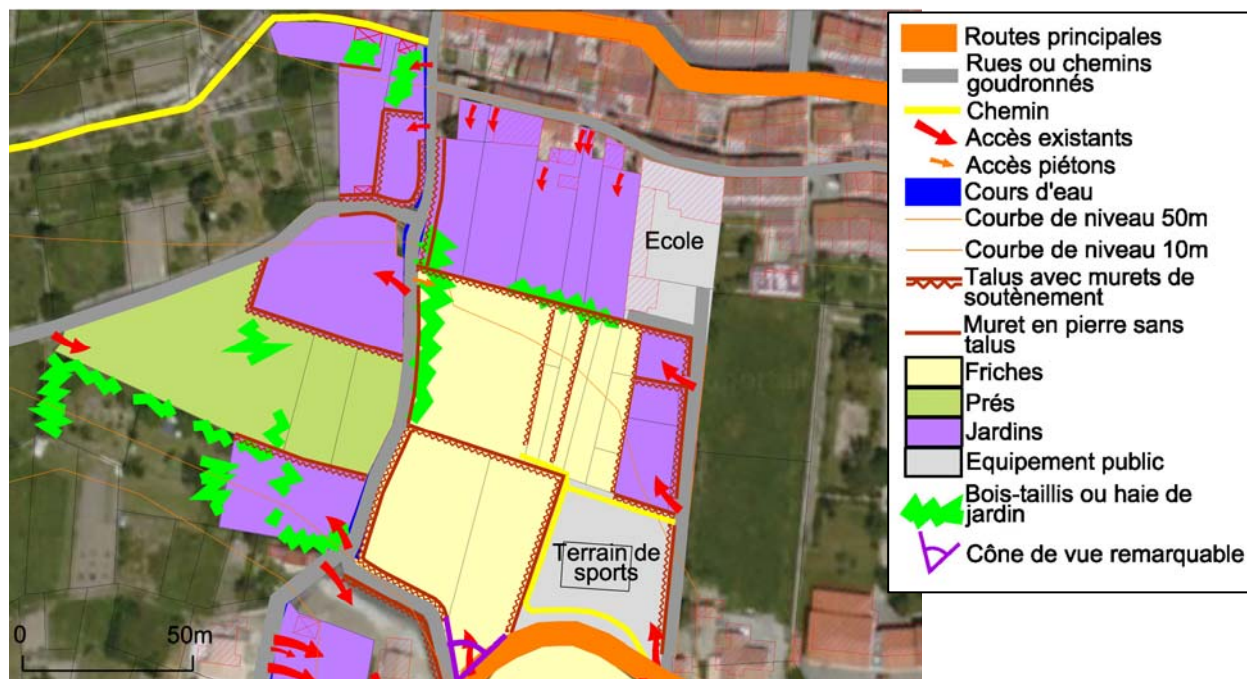 Ecole
Terrain de
sports
0
50m
Routes principales
Rues ou chemins
goudronnés
Chemin
Accès existants
Accès piétons
Cours d'eau
Courbe de niveau 50m
Courbe de niveau 10m
Talus avec murets de
soutènement
Muret en pierre sans
talus
Friches
Prés
Jardins
Equipement public
Bois-taillis ou haie de
jardin
Cône de vue remarquable